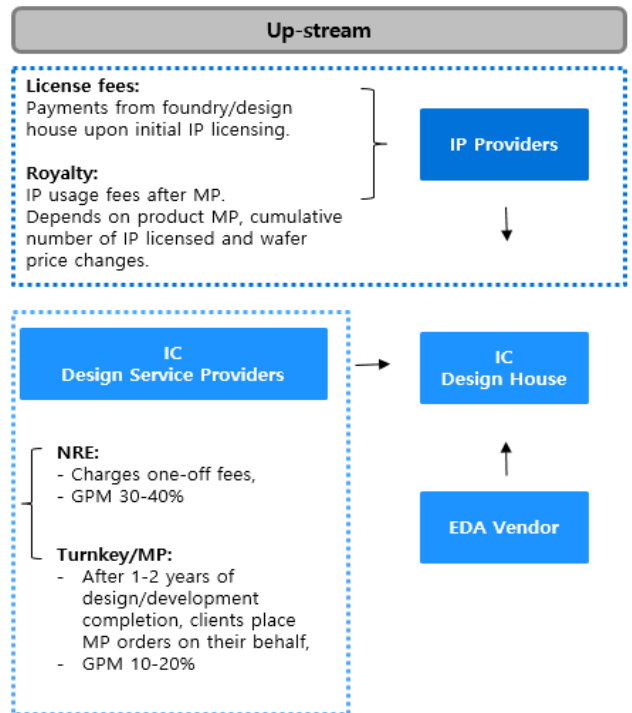 Up-stream
License fees:
Payments from foundry/design
house upon initial IP licensing.
Royalty:
IP usage fees after MP.
Depends on product MP, cumulative
number of IP licensed and wafer
price changes.
IP Providers
IC
Design Service Providers
IC
Design House
NRE:
- Charges one-off fees,
- GPM 30-40%
Turnkey/MP:
- After 1-2 years of
design/development
completion, clients place
MP orders on their behalf,
- GPM 10-20%
EDA Vendor